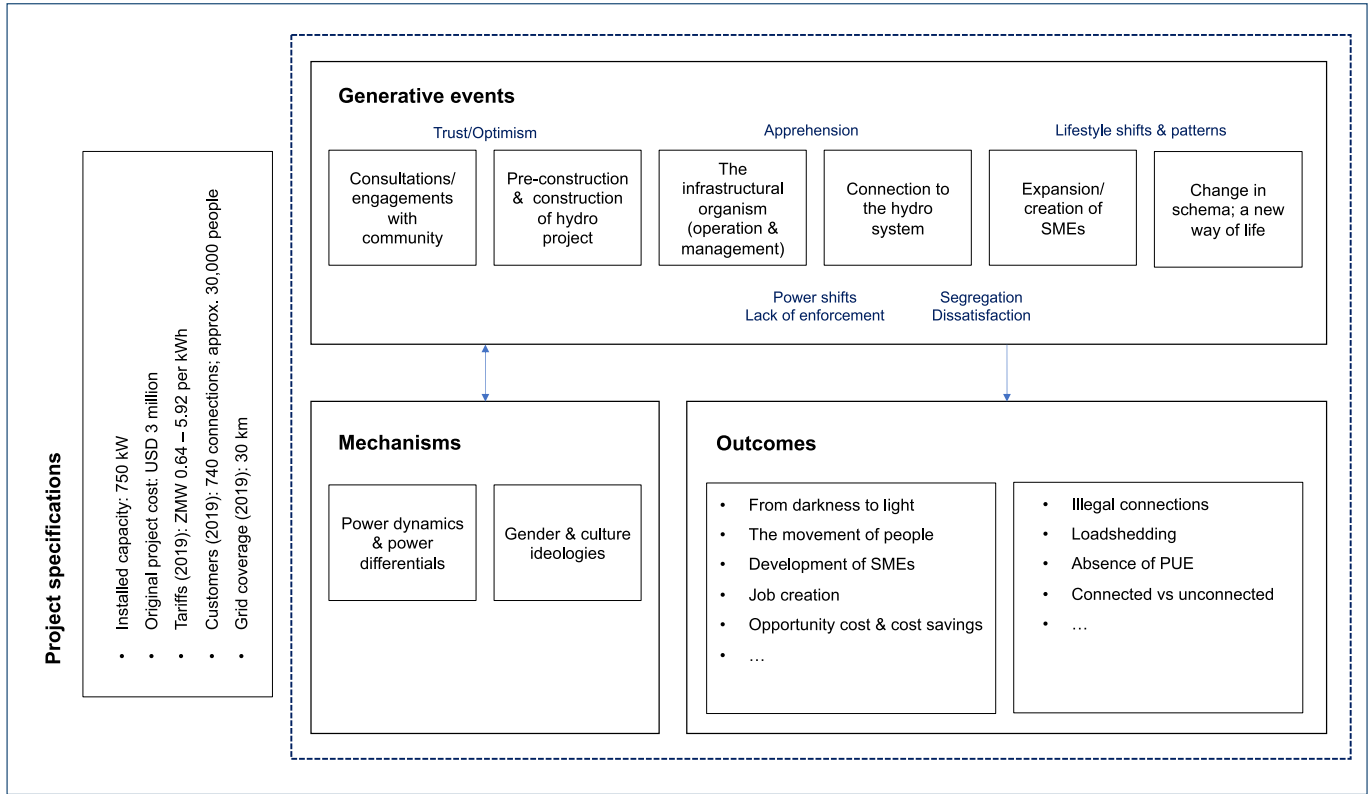 Project specifications
• Installed capacity: 750 kW
• Original project cost: USD 3 million
• Tariffs (2019): ZMW 0.64 – 5.92 per kWh
• Customers (2019): 740 connections; approx. 30,000 people
• Grid coverage (2019): 30 km
Generative events
Trust/Optimism
Apprehension
Lifestyle shifts & patterns
Consultations/
engagements
with
community
Pre-construction
& construction
of hydro
project
The
infrastructural
organism
(operation &
management)
Connection to
the hydro
system
Expansion/
creation of
SMEs
Change in
schema; a new
way of life
Power shifts
Lack of enforcement
Segregation
Dissatisfaction
Mechanisms
Power dynamics
& power
differentials
Gender & culture
ideologies
Outcomes
• From darkness to light
• The movement of people
• Development of SMEs
• Job creation
• Opportunity cost & cost savings
• …
• Illegal connections
• Loadshedding
• Absence of PUE
• Connected vs unconnected
• …